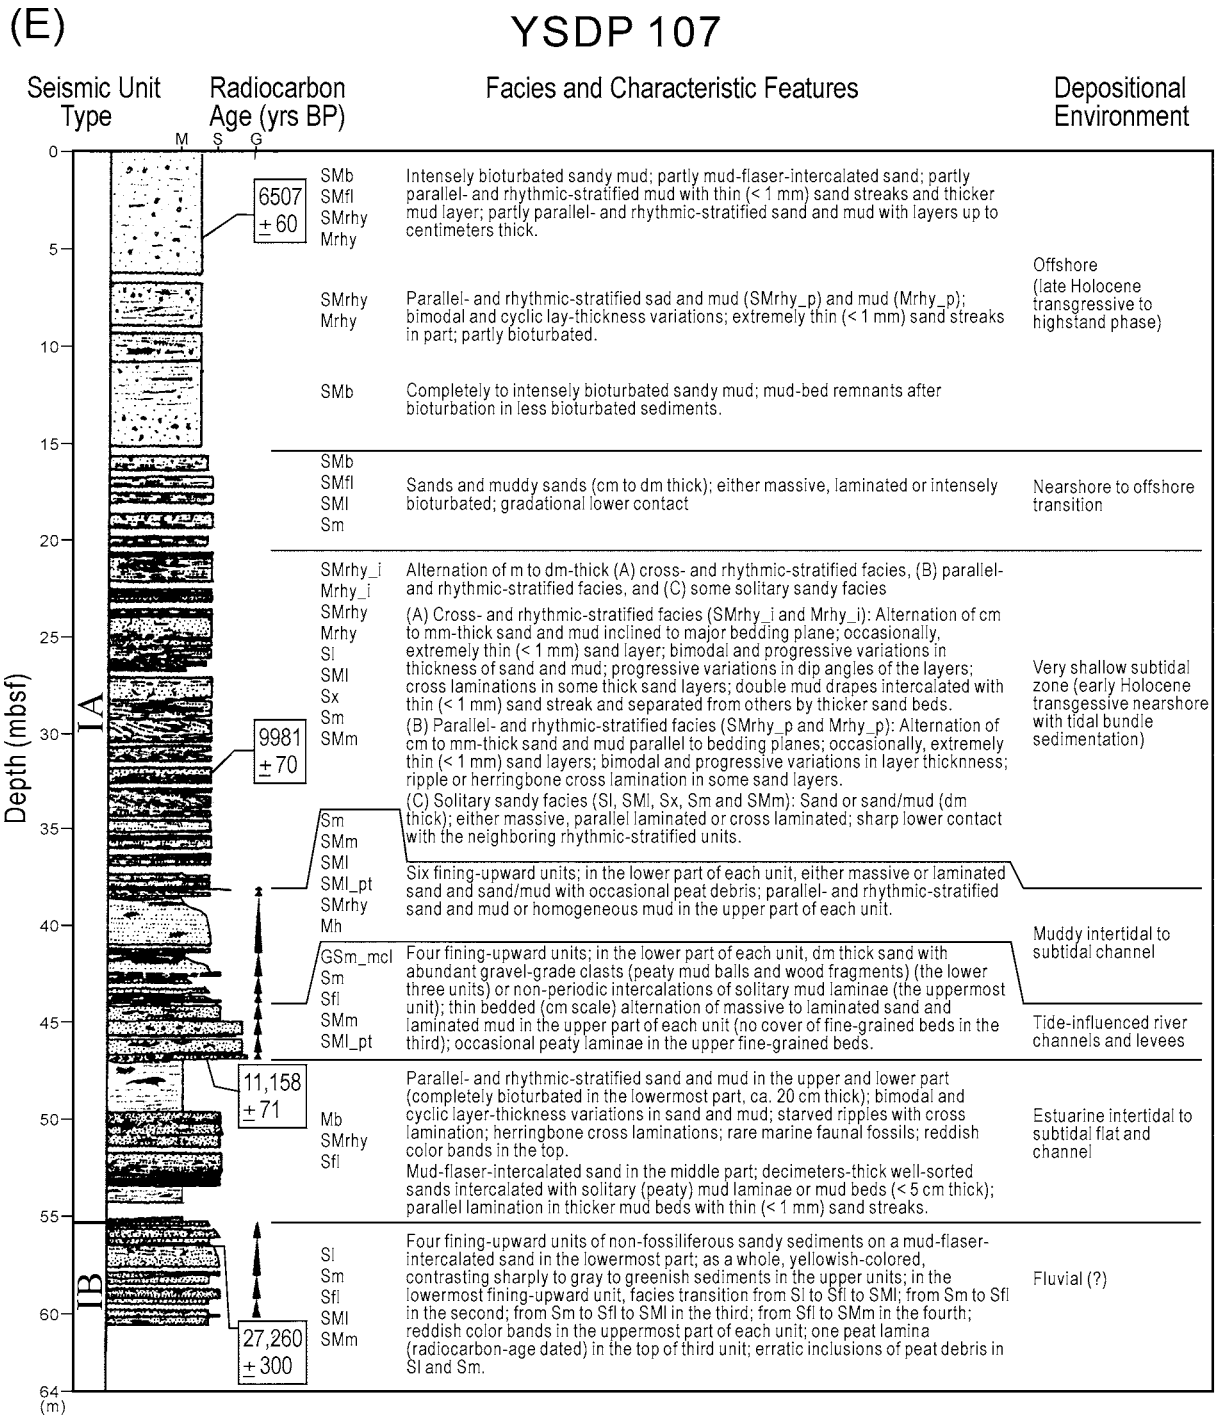 (E)
YSDP 107
Seismic Unit
Type
Radiocarbon
Age (yrs BP)
Facies and Characteristic Features
Depositional
Environment
M S G
Depth (mbsf)
0
5
10
15
20
25
30
35
40
45
50
55
60
64
(m)
IA
IB
6507
± 60
9981
± 70
11,158
± 71
27,260
± 300
SMb
SMfl
SMrhy
Mrhy
Intensely bioturbated sandy mud; partly mud-flaser-intercalated sand; partly
parallel- and rhythmic-stratified mud with thin (< 1 mm) sand streaks and thicker
mud layer; partly parallel- and rhythmic-stratified sand and mud with layers up to
centimeters thick.
SMrhy
Mrhy
Parallel- and rhythmic-stratified sad and mud (SMrhy_p) and mud (Mrhy_p);
bimodal and cyclic lay-thickness variations; extremely thin (< 1 mm) sand streaks
in part; partly bioturbated.
SMb
Completely to intensely bioturbated sandy mud; mud-bed remnants after
bioturbation in less bioturbated sediments.
Offshore
(late Holocene
transgressive to
highstand phase)
SMb
SMfl
SMl
Sm
Sands and muddy sands (cm to dm thick); either massive, laminated or intensely
bioturbated; gradational lower contact
Nearshore to offshore
transition
SMrhy_i
Mrhy_i
SMrhy
Mrhy
Sl
SMl
Sx
Sm
SMm
Alternation of m to dm-thick (A) cross- and rhythmic-stratified facies, (B) parallel-
and rhythmic-stratified facies, and (C) some solitary sandy facies
(A) Cross- and rhythmic-stratified facies (SMrhy_i and Mrhy_i): Alternation of cm
to mm-thick sand and mud inclined to major bedding plane; occasionally,
extremely thin (< 1 mm) sand layer; bimodal and progressive variations in
thickness of sand and mud; progressive variations in dip angles of the layers;
cross laminations in some thick sand layers; double mud drapes intercalated with
thin (< 1 mm) sand streak and separated from others by thicker sand beds.
(B) Parallel- and rhythmic-stratified facies (SMrhy_p and Mrhy_p): Alternation of
cm to mm-thick sand and mud parallel to bedding planes; occasionally, extremely
thin (< 1 mm) sand layers; bimodal and progressive variations in layer thicknness;
ripple or herringbone cross lamination in some sand layers.
(C) Solitary sandy facies (Sl, SMl, Sx, Sm and SMm): Sand or sand/mud (dm
thick); either massive, parallel laminated or cross laminated; sharp lower contact
with the neighboring rhythmic-stratified units.
Very shallow subtidal
zone (early Holocene
transgessive nearshore
with tidal bundle
sedimentation)
Sm
SMm
SMl
SMl_pt
SMrhy
Mh
Six fining-upward units; in the lower part of each unit, either massive or laminated
sand and sand/mud with occasional peat debris; parallel- and rhythmic-stratified
sand and mud or homogeneous mud in the upper part of each unit.
Muddy intertidal to
subtidal channel
GSm_mcl
Sm
Sfl
SMm
SMl_pt
Four fining-upward units; in the lower part of each unit, dm thick sand with
abundant gravel-grade clasts (peaty mud balls and wood fragments) (the lower
three units) or non-periodic intercalations of solitary mud laminae (the uppermost
unit); thin bedded (cm scale) alternation of massive to laminated sand and
laminated mud in the upper part of each unit (no cover of fine-grained beds in the
third); occasional peaty laminae in the upper fine-grained beds.
Tide-influenced river
channels and levees
Mb
SMrhy
Sfl
Parallel- and rhythmic-stratified sand and mud in the upper and lower part
(completely bioturbated in the lowermost part, ca. 20 cm thick); bimodal and
cyclic layer-thickness variations in sand and mud; starved ripples with cross
lamination; herringbone cross laminations; rare marine faunal fossils; reddish
color bands in the top.
Mud-flaser-intercalated sand in the middle part; decimeters-thick well-sorted
sands intercalated with solitary (peaty) mud laminae or mud beds (< 5 cm thick);
parallel lamination in thicker mud beds with thin (< 1 mm) sand streaks.
Estuarine intertidal to
subtidal flat and
channel
Sl
Sm
Sfl
SMl
SMm
Four fining-upward units of non-fossiliferous sandy sediments on a mud-flaser-
intercalated sand in the lowermost part; as a whole, yellowish-colored,
contrasting sharply to gray to greenish sediments in the upper units; in the
lowermost fining-upward unit, facies transition from Sl to Sfl to SMl; from Sm to Sfl
in the second; from Sm to Sfl to SMl in the third; from Sfl to SMm in the fourth;
reddish color bands in the uppermost part of each unit; one peat lamina
(radiocarbon-age dated) in the top of third unit; erratic inclusions of peat debris in
Sl and Sm.
Fluvial (?)